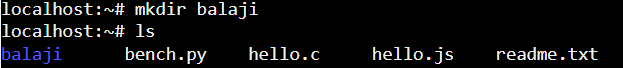 localhost:~# mkdir balaji
localhost:~# ls
balaji bench.py hello.c hello.js readme.txt